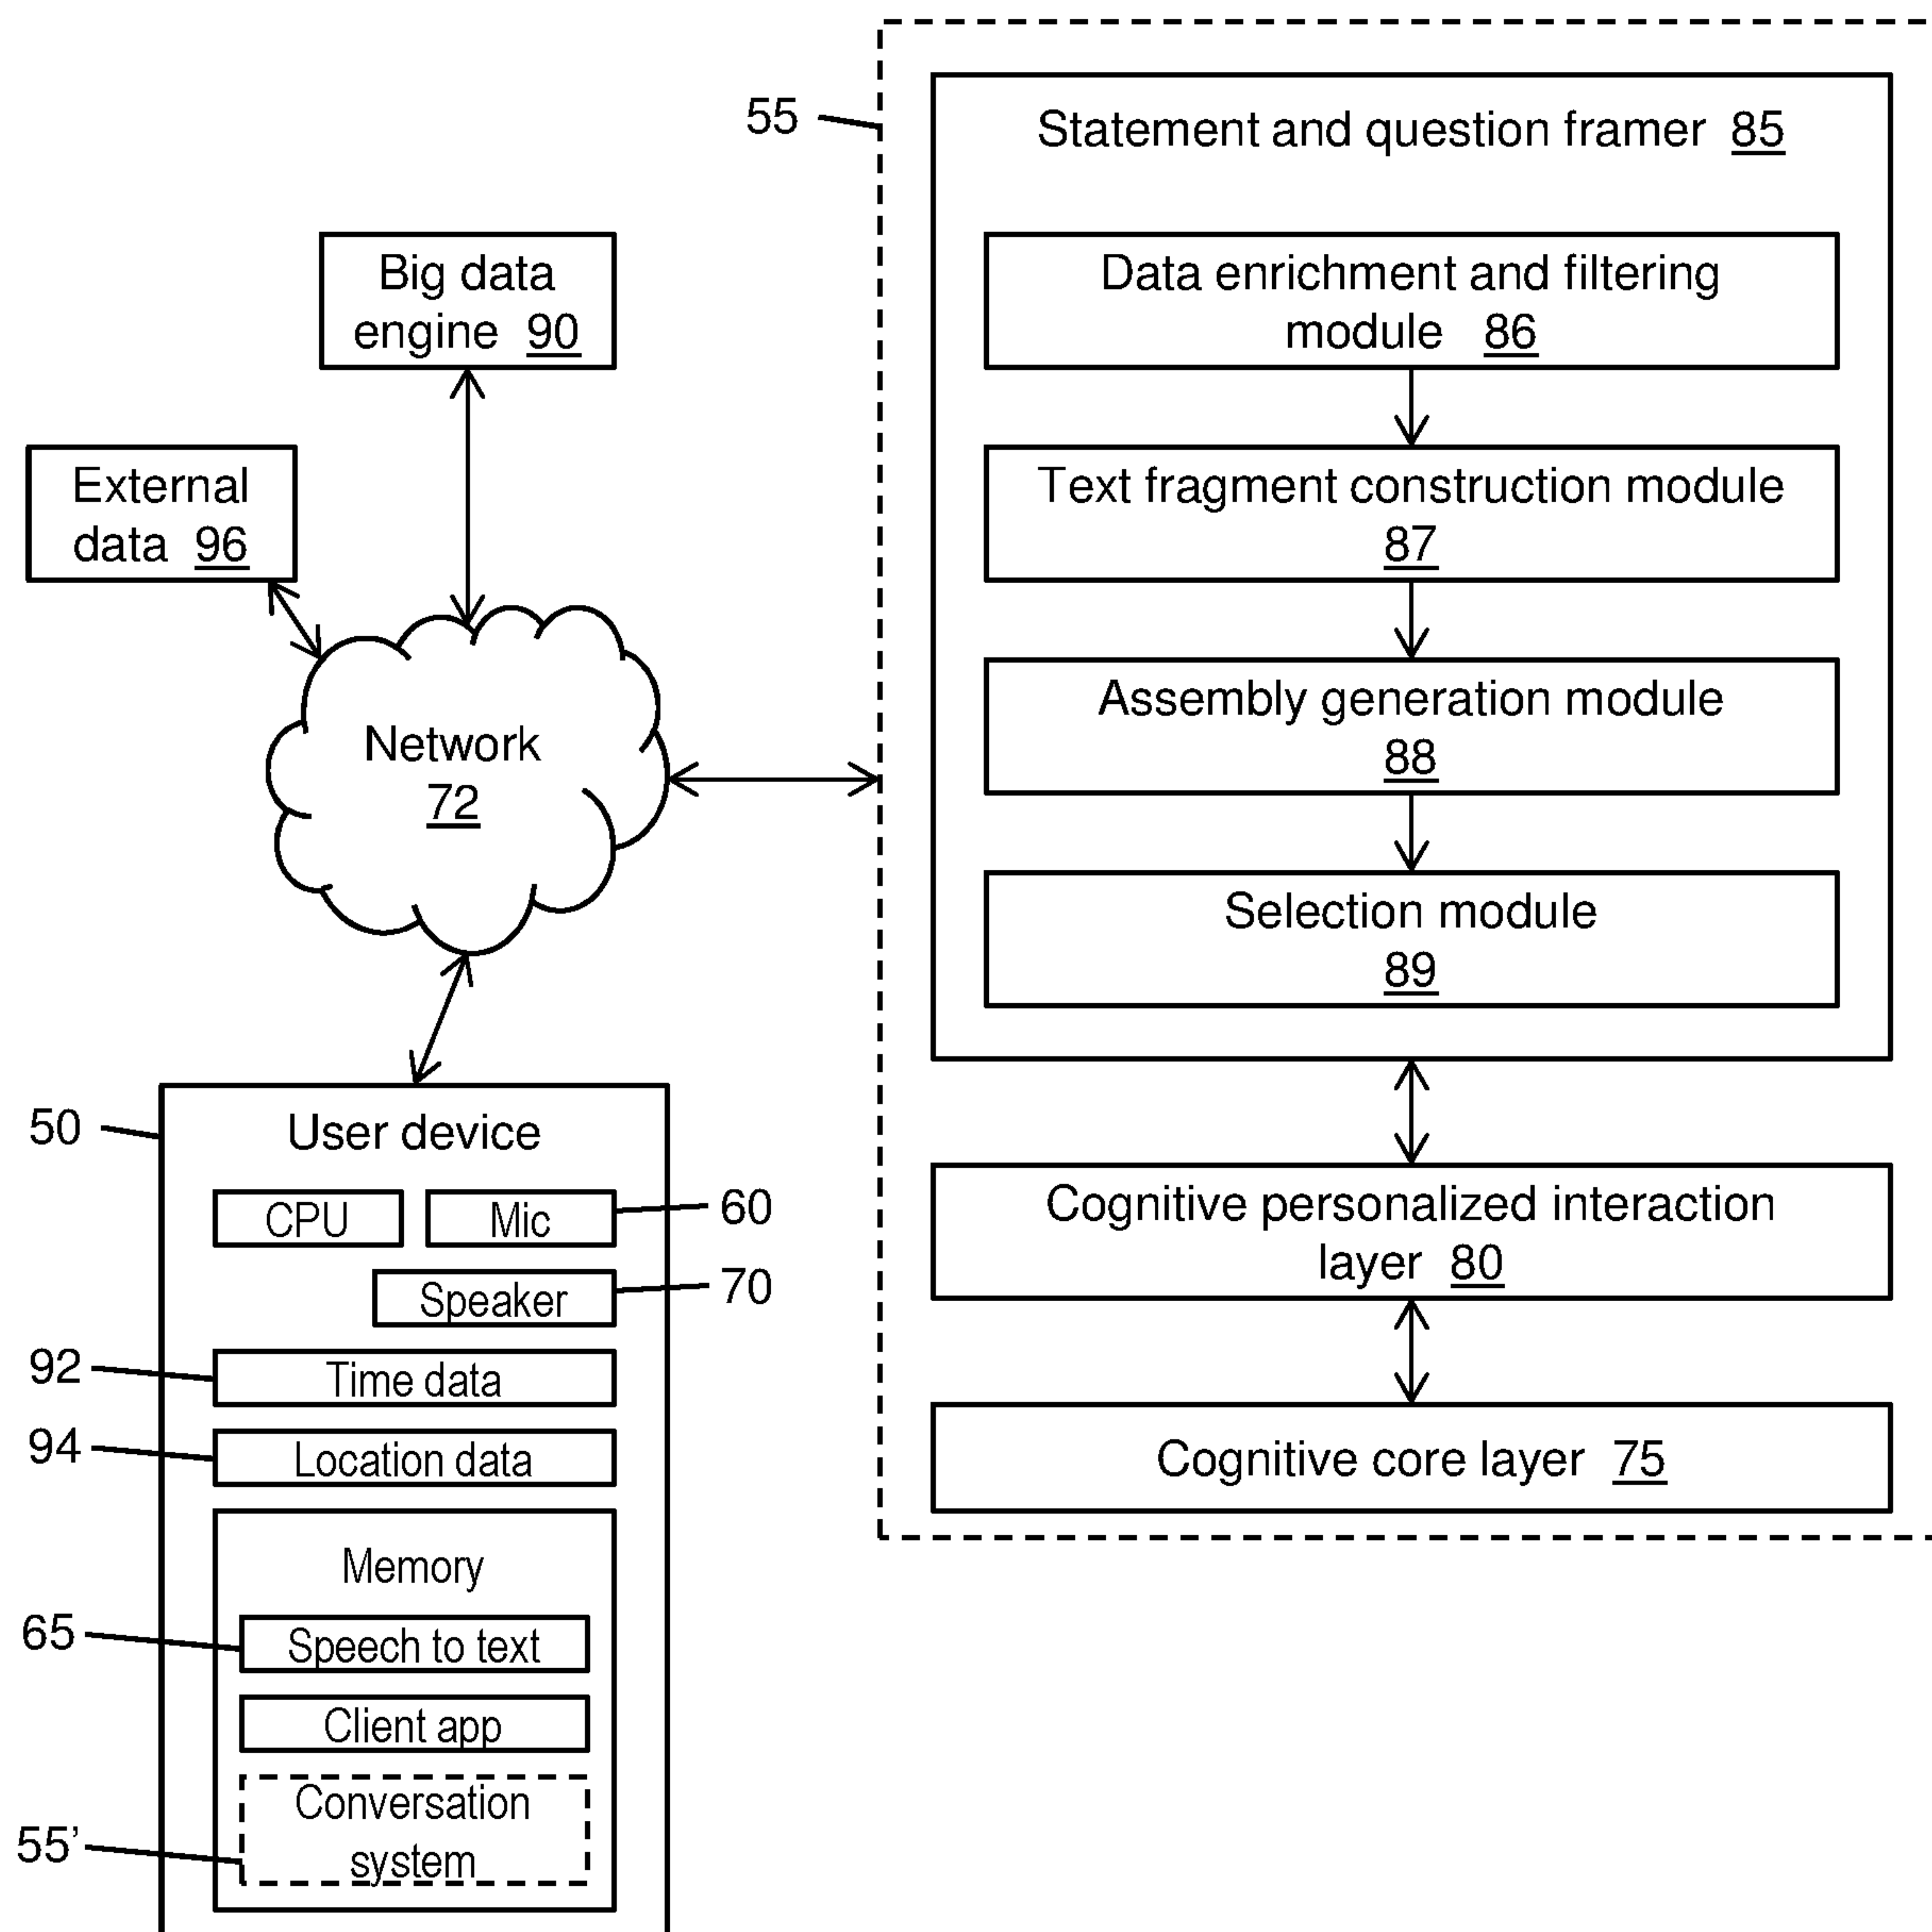 55
Statement and question framer 85
Data enrichment and filtering
module 86
Text fragment construction module
87
Assembly generation module
88
Selection module
89
Cognitive personalized interaction
layer 80
Cognitive core layer 75
Big data
engine 90
External
data 96
Network
72
50
User device
CPU
Mic
60
Speaker
70
92
Time data
94
Location data
Memory
65
Speech to text
Client app
55’
Conversation
system